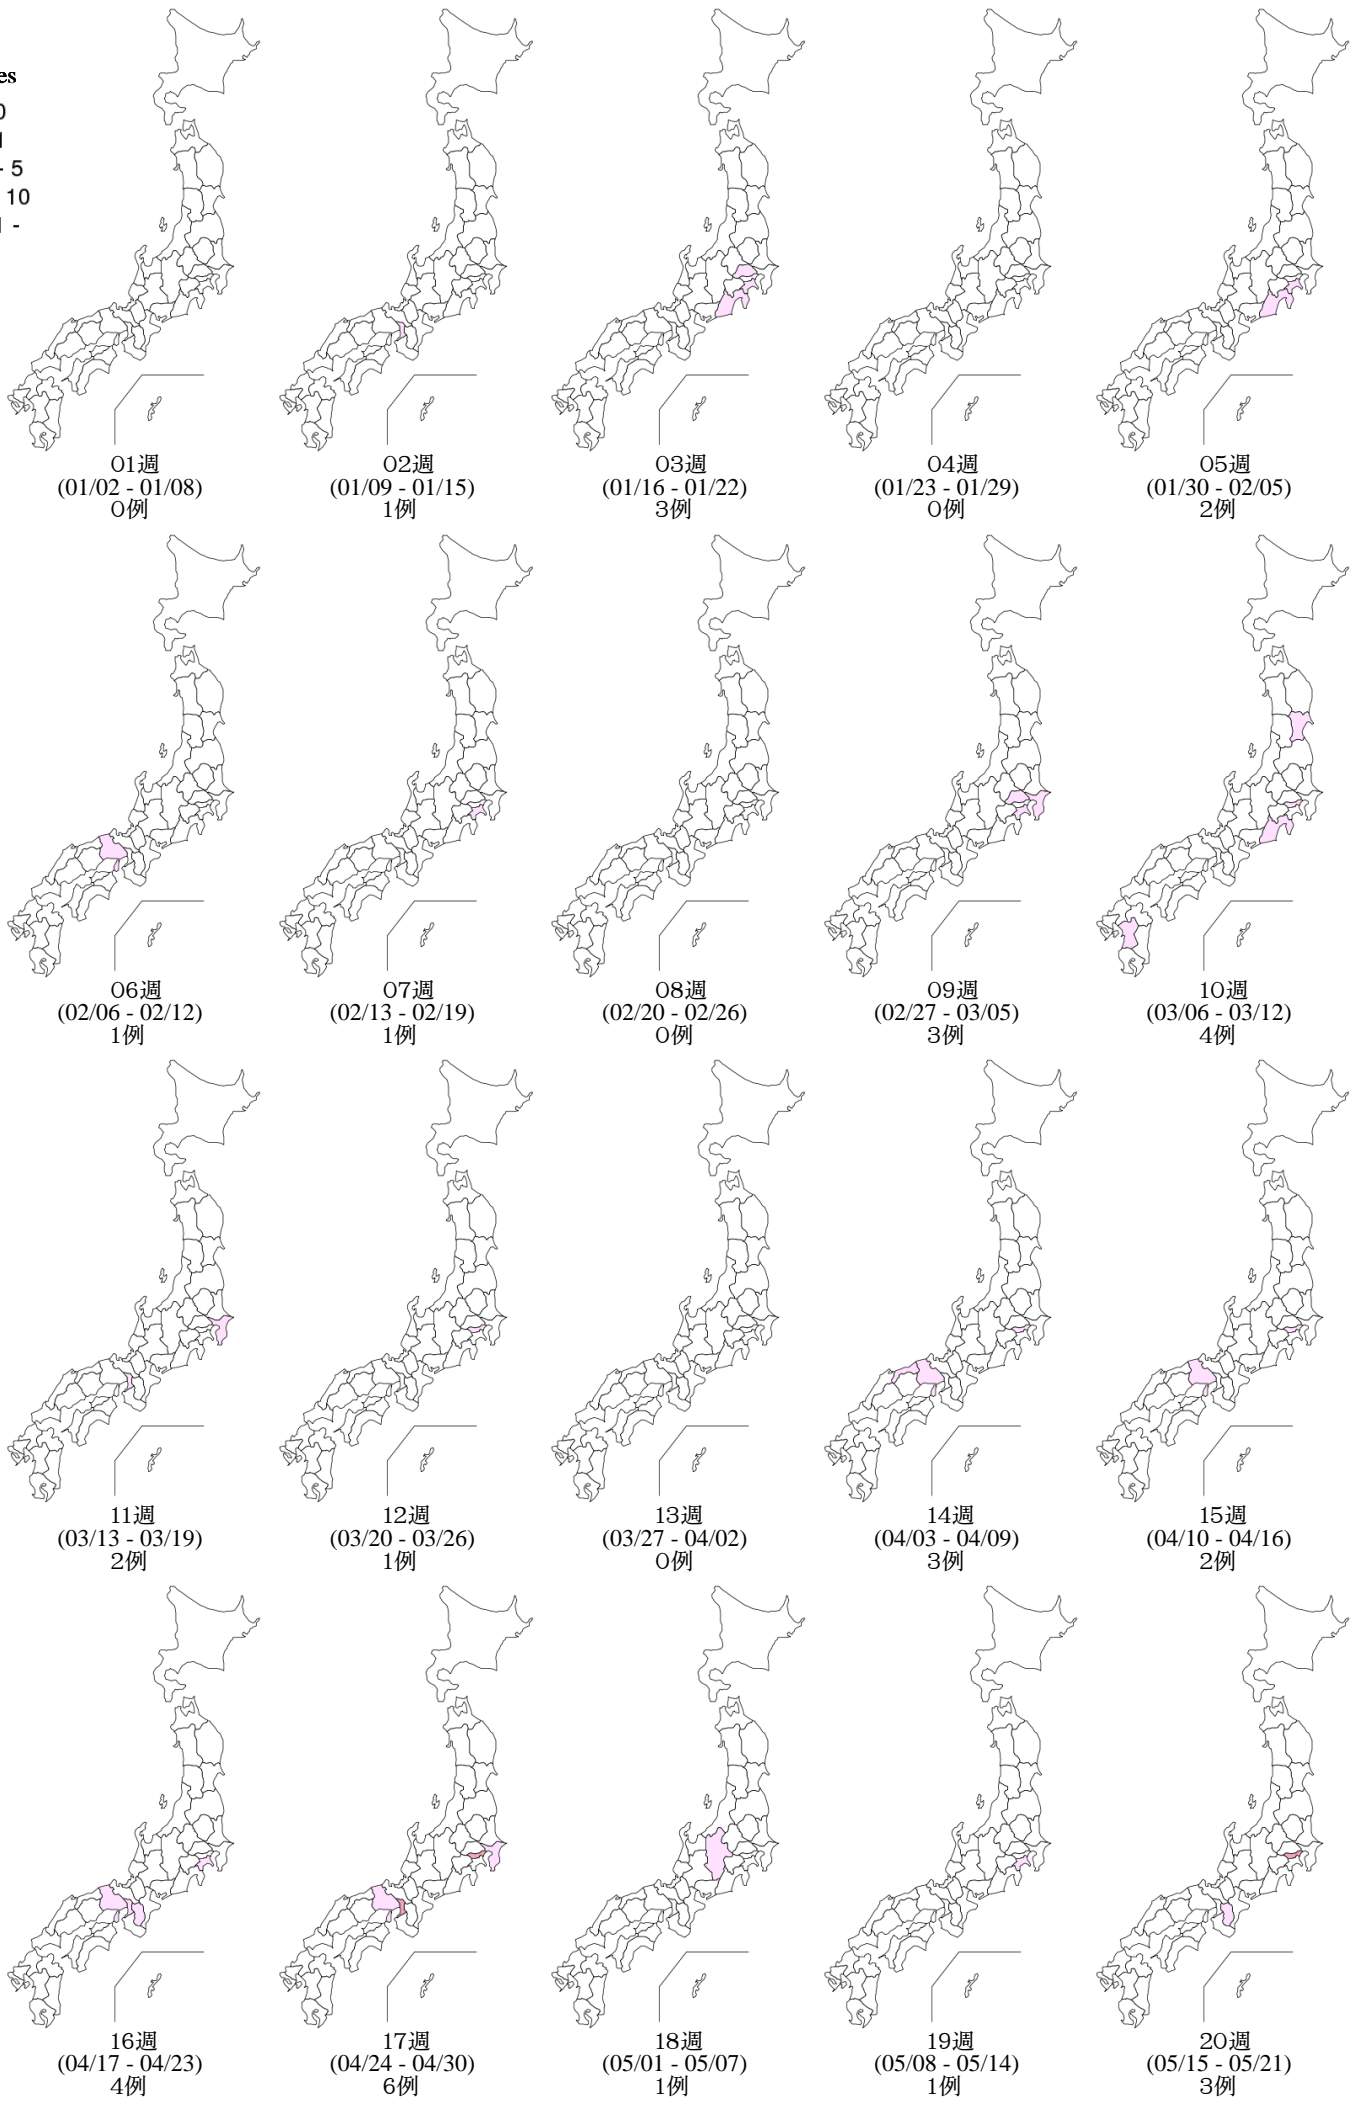 es
0
1
- 5
10
1 -
01週
(01/02 - 01/08)
0例
02週
(01/09 - 01/15)
1例
03週
(01/16 - 01/22)
3例
04週
(01/23 - 01/29)
0例
05週
(01/30 - 02/05)
2例
06週
(02/06 - 02/12)
1例
07週
(02/13 - 02/19)
1例
08週
(02/20 - 02/26)
0例
09週
(02/27 - 03/05)
3例
10週
(03/06 - 03/12)
4例
11週
(03/13 - 03/19)
2例
12週
(03/20 - 03/26)
1例
13週
(03/27 - 04/02)
0例
14週
(04/03 - 04/09)
3例
15週
(04/10 - 04/16)
2例
16週
(04/17 - 04/23)
4例
17週
(04/24 - 04/30)
6例
18週
(05/01 - 05/07)
1例
19週
(05/08 - 05/14)
1例
20週
(05/15 - 05/21)
3例